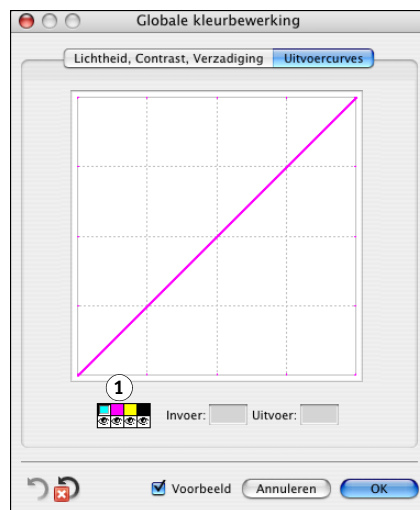 Globale kleurbewerking
Lichtheid, Contrast, Verzadiging Uitvoercurves
1
Invoer: Uitvoer:
Voorbeeld Annuleren OK